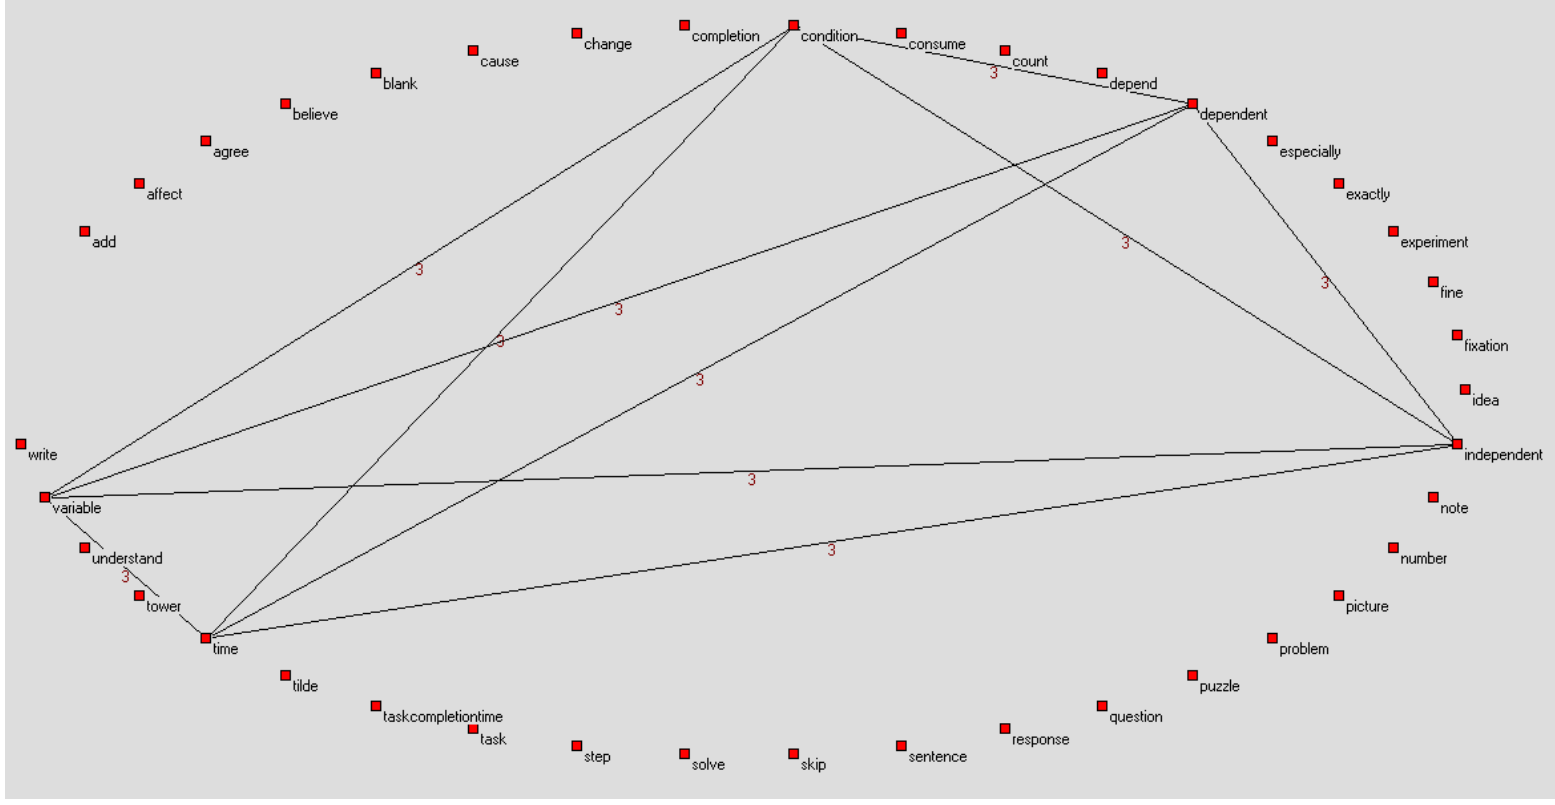 completion
condition
consume
change
count
cause
depend
blank
dependent
believe
agree
especially
affect
exactly
add
experiment
fine
fixation
idea
write
independent
variable
note
understand
number
tower
picture
time
problem
tilde
puzzle
taskcompletiontime
question
task
response
step
sentence
solve
skip
3
3
3
3
3
3
3
3
3
3